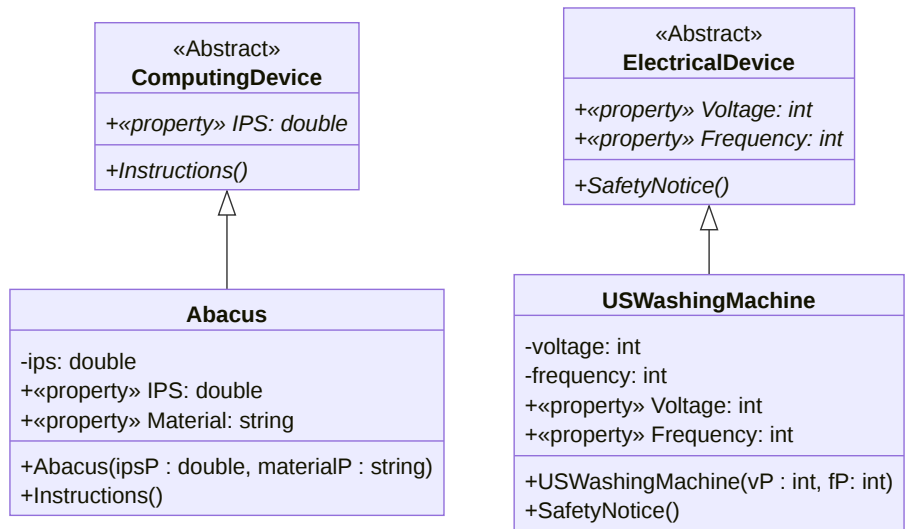 «Abstract»
ComputingDevice
+«property» IPS: double
+Instructions()
«Abstract»
ElectricalDevice
+«property» Voltage: int
+«property» Frequency: int
+SafetyNotice()
Abacus
-ips: double
+«property» IPS: double
+«property» Material: string
+Abacus(ipsP : double, materialP : string)
+Instructions()
USWashingMachine
-voltage: int
-frequency: int
+«property» Voltage: int
+«property» Frequency: int
+USWashingMachine(vP : int, fP: int)
+SafetyNotice()